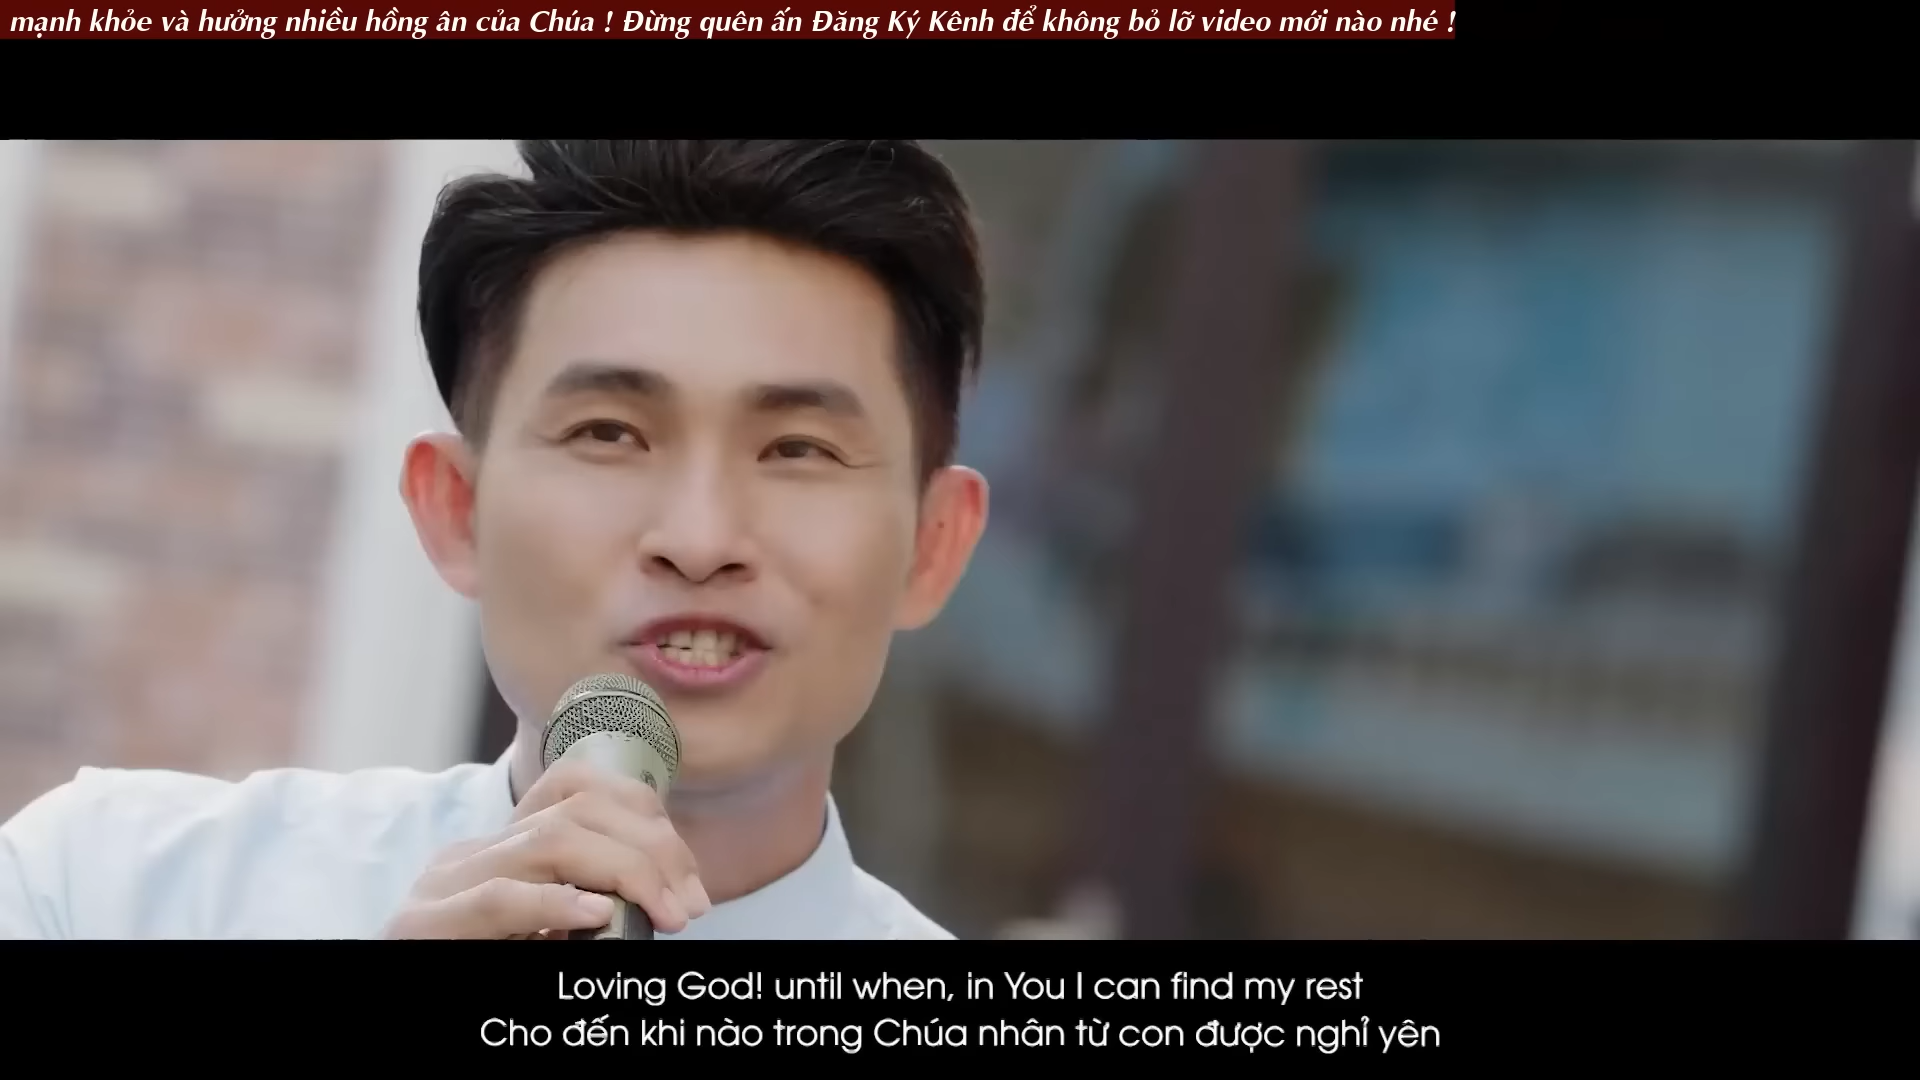 mạnh khỏe và hưởng nhiều hồng ân của Chúa ! Đừng quên ấn Đăng Ký Kênh để không bỏ lỡ video mới nào nhé !
Loving God! until when, in You I can find my rest
Cho đến khi nào trong Chúa nhân từ con được nghỉ yên